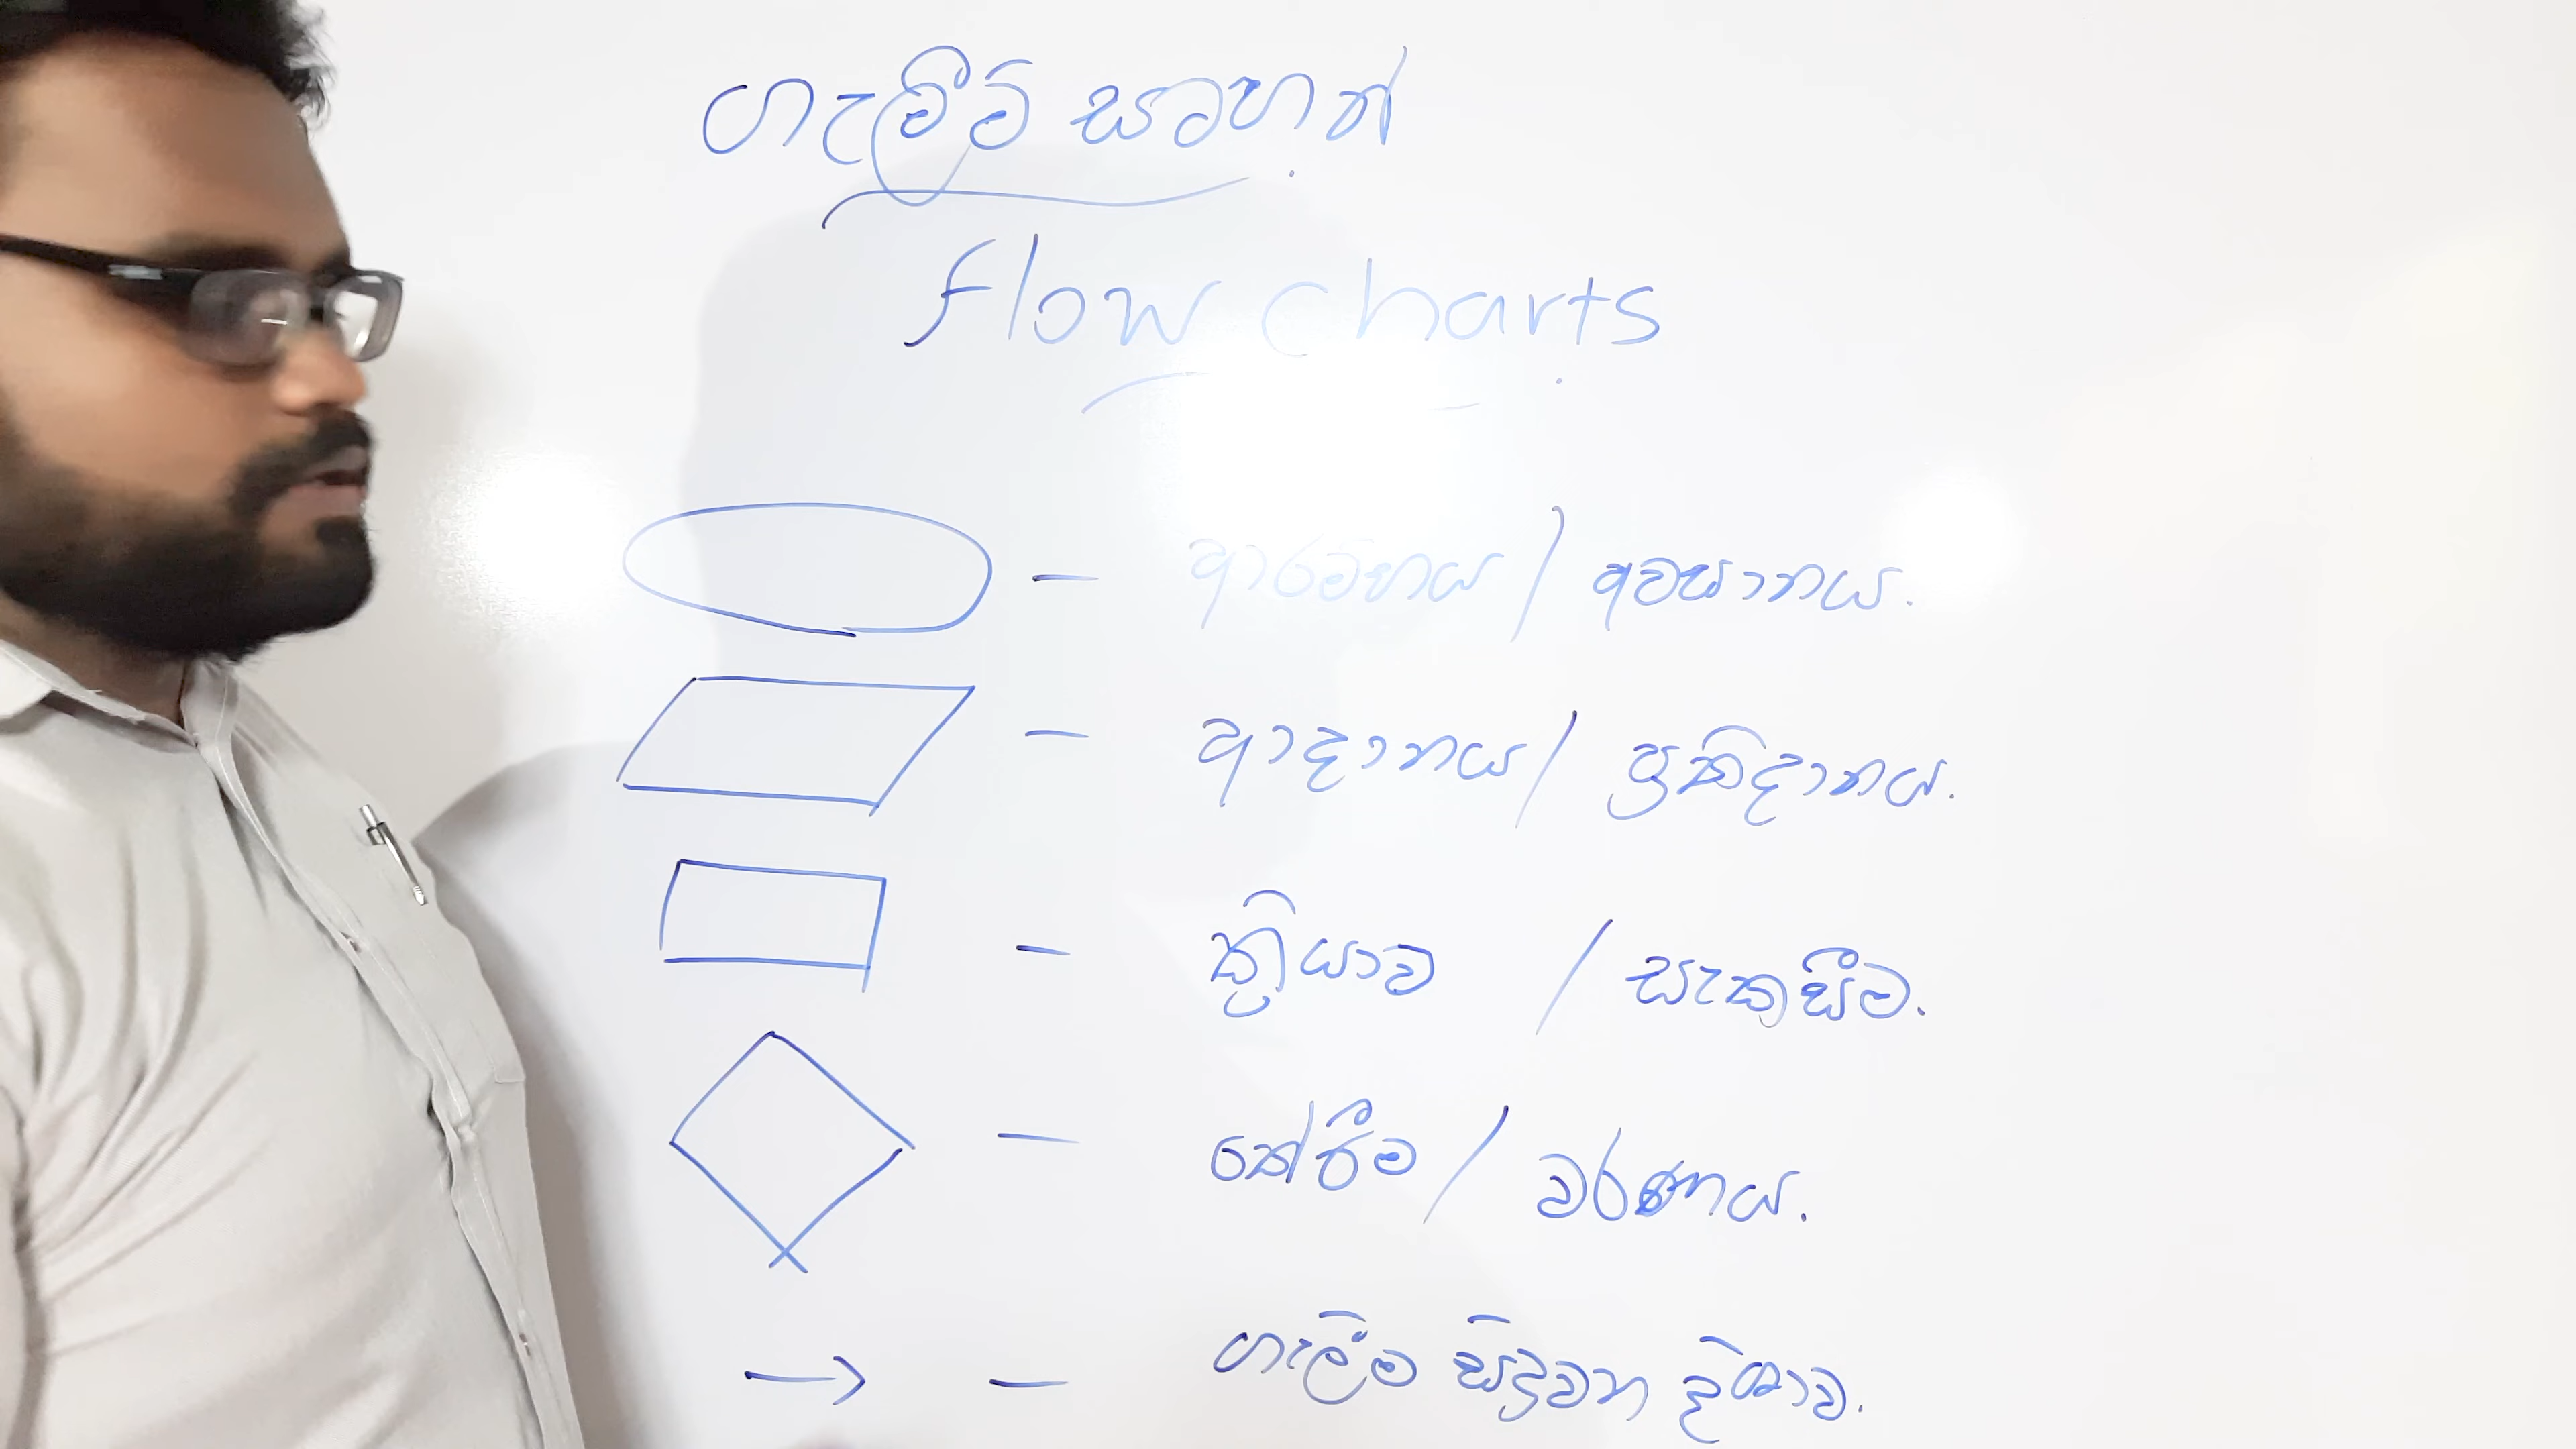 ගැලීම් සටහන්
flow charts
– ආරම්භය / අවසානය.
– ආදානය / ප්‍රතිදානය.
– ක්‍රියාව / සැකසීම.
– තේරීම / වරණය.
→ – ගැලීම සිදුවන දිශාව.